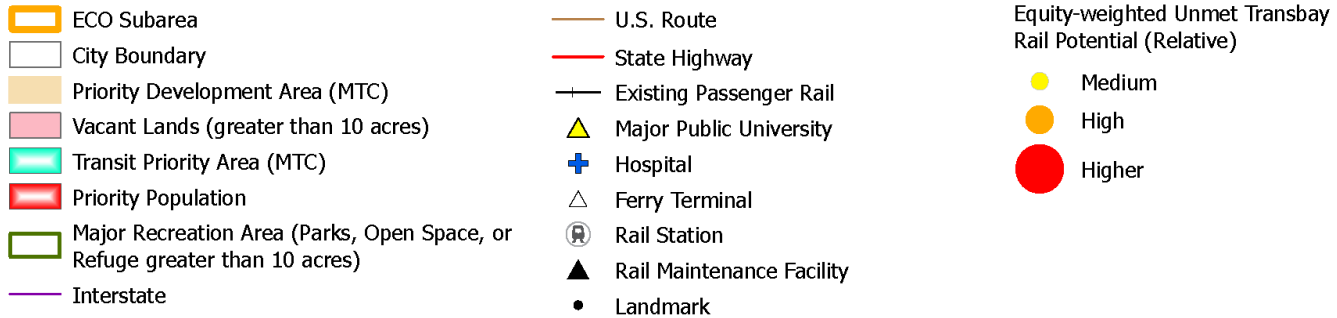 ECO Subarea
City Boundary
Priority Development Area (MTC)
Vacant Lands (greater than 10 acres)
Transit Priority Area (MTC)
Priority Population
Major Recreation Area (Parks, Open Space, or
Refuge greater than 10 acres)
Interstate
U.S. Route
State Highway
Existing Passenger Rail
Major Public University
Hospital
Ferry Terminal
Rail Station
Rail Maintenance Facility
Landmark
Equity-weighted Unmet Transbay
Rail Potential (Relative)
Medium
High
Higher